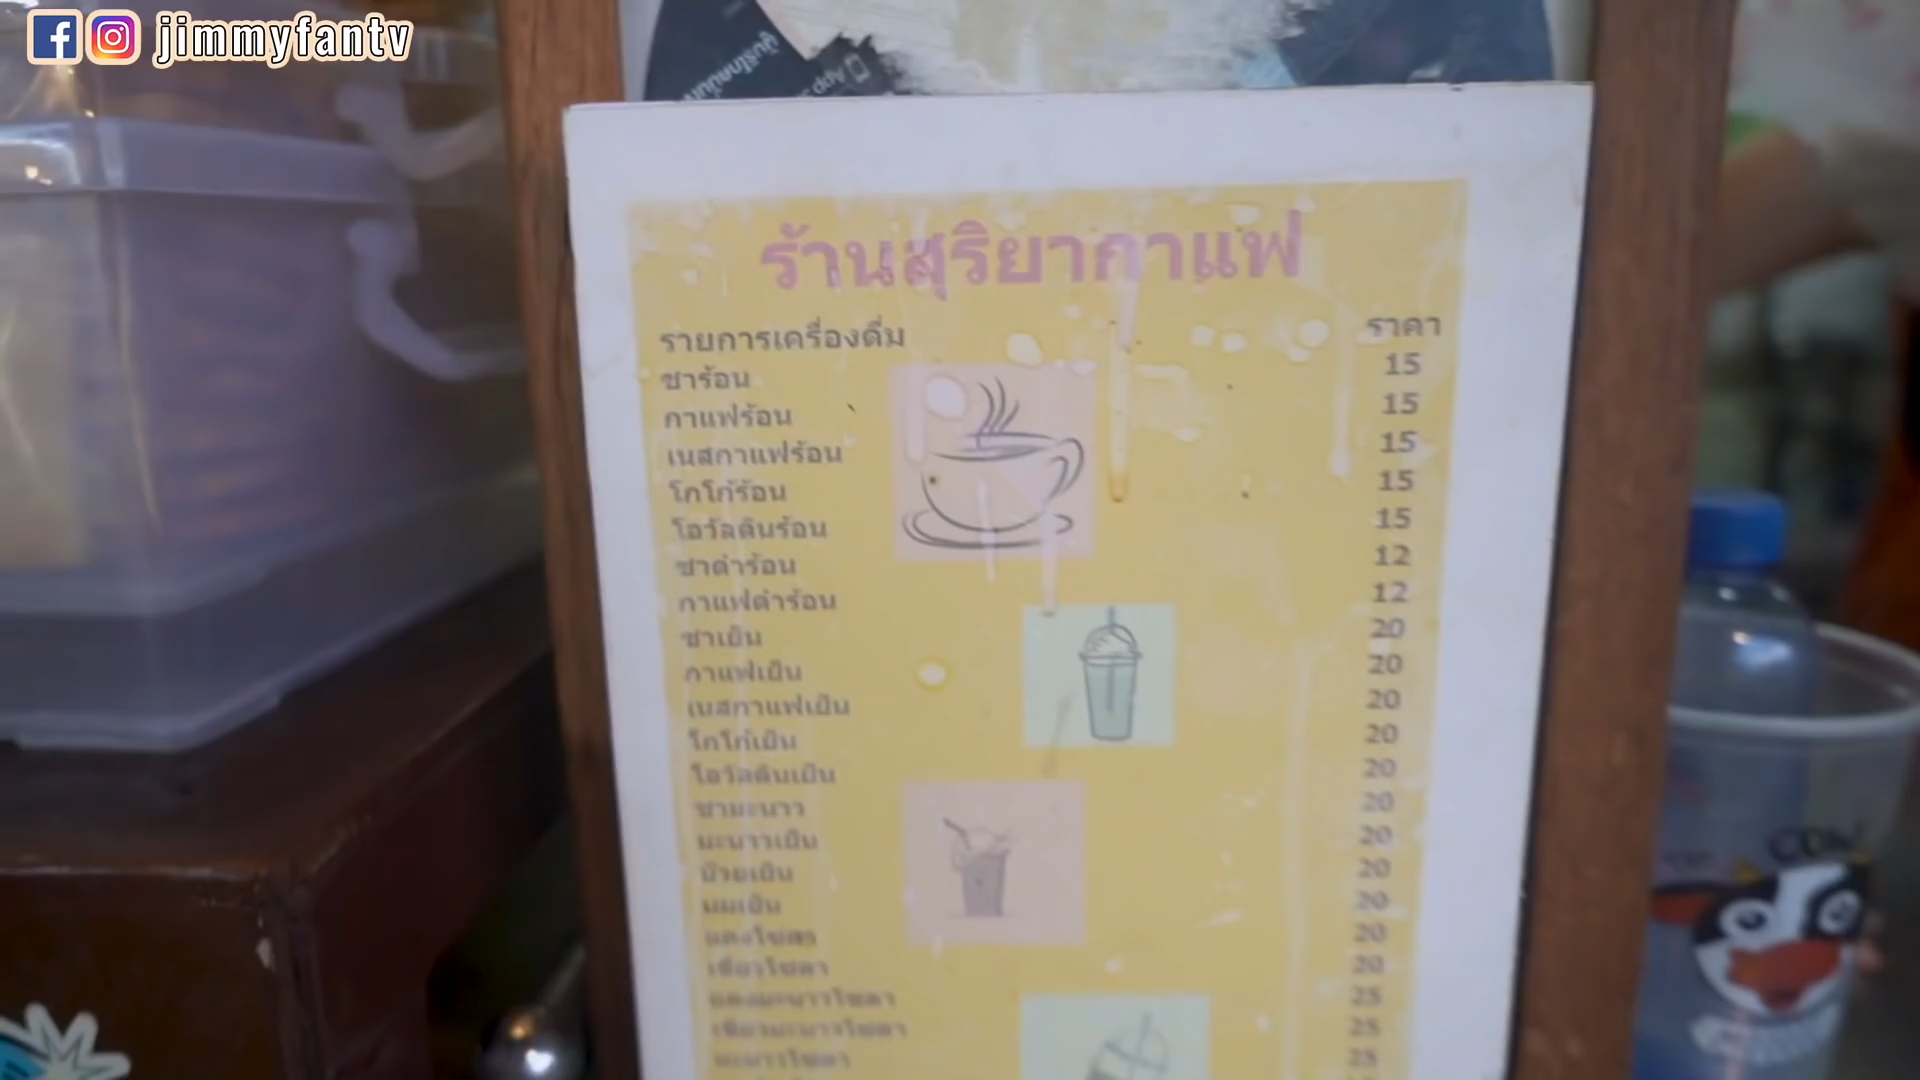 jimmyfantv
ร้านสุริยากาแฟ
รายการเครื่องดื่ม ราคา
ชาร้อน 15
กาแฟร้อน 15
เนสกาแฟร้อน 15
โกโก้ร้อน 15
โอวัลตินร้อน 15
ชาดำร้อน 12
กาแฟดำร้อน 12
ชาเย็น 20
กาแฟเย็น 20
เนสกาแฟเย็น 20
โกโก้เย็น 20
โอวัลตินเย็น 20
ชามะนาว 20
มะนาวเย็น 20
บ๊วยเย็น 20
นมเย็น 20
แดงโซดา 20
เขียวโซดา 20
แดงมะนาวโซดา 25
เขียวมะนาวโซดา 25
มะนาวโซดา 25